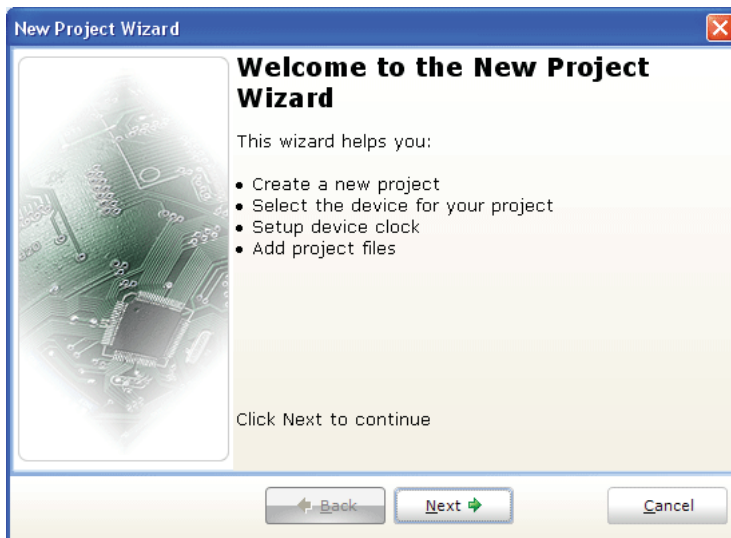 New Project Wizard
Welcome to the New Project
Wizard
This wizard helps you:
• Create a new project
• Select the device for your project
• Setup device clock
• Add project files
Click Next to continue
Back
Next
Cancel